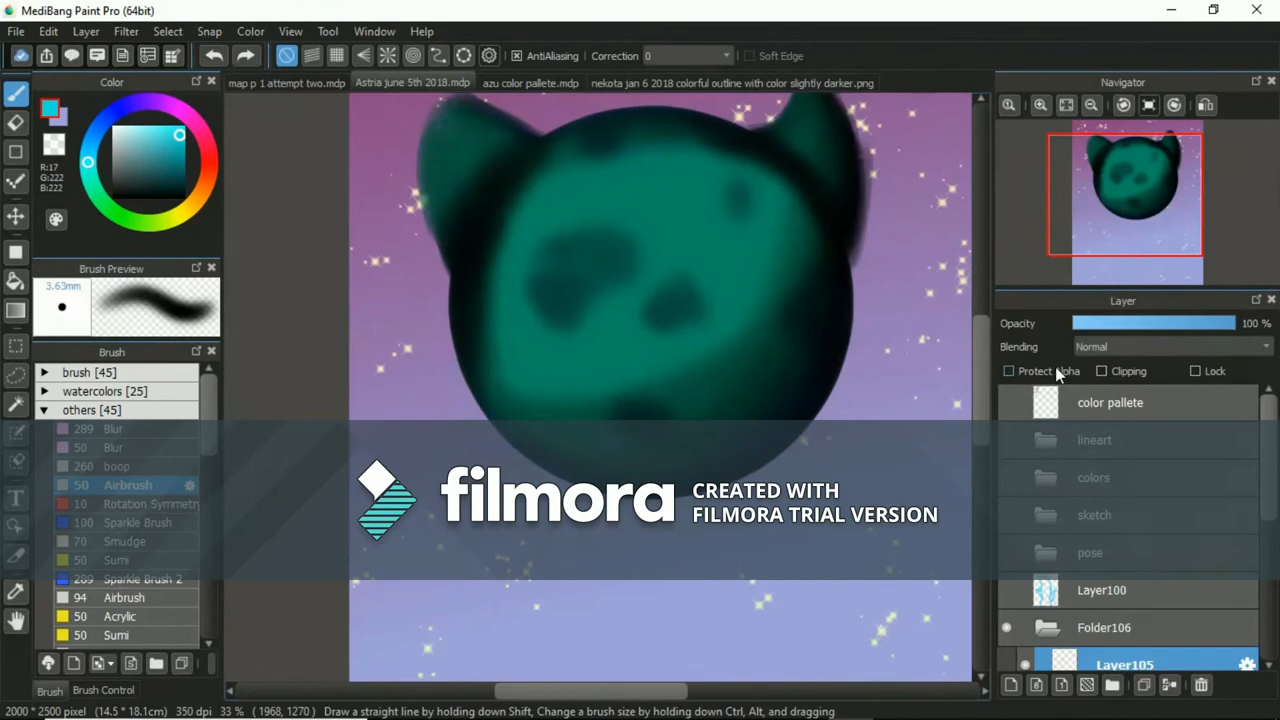 MediBang Paint Pro (64bit)
File Edit Layer Filter Select Snap Color View Tool Window Help
AntiAliasing Correction 0 Soft Edge
Color
map p 1 attempt two.mdp Astria june 5th 2018.mdp azu color pallete.mdp nekota jan 6 2018 colorful outline with color slightly darker.png
Navigator
R:17
G:222
B:222
Brush Preview
3.63mm
Layer
Opacity 100 %
Blending Normal
Protect Alpha Clipping Lock
Brush
brush [45]
watercolors [25]
others [45]
289 Blur
50 Blur
260 boop
50 Airbrush
10 Rotation Symmetry
100 Sparkle Brush
70 Smudge
50 Sumi
289 Sparkle Brush 2
94 Airbrush
50 Acrylic
50 Sumi
color pallete
lineart
colors
sketch
pose
Layer100
Folder106
Layer105
filmora CREATED WITH
FILMORA TRIAL VERSION
Brush Brush Control
2000 * 2500 pixel (14.5 * 18.1cm) 350 dpi 33 % ( 1968, 1270 ) Draw a straight line by holding down Shift, Change a brush size by holding down Ctrl, Alt, and dragging